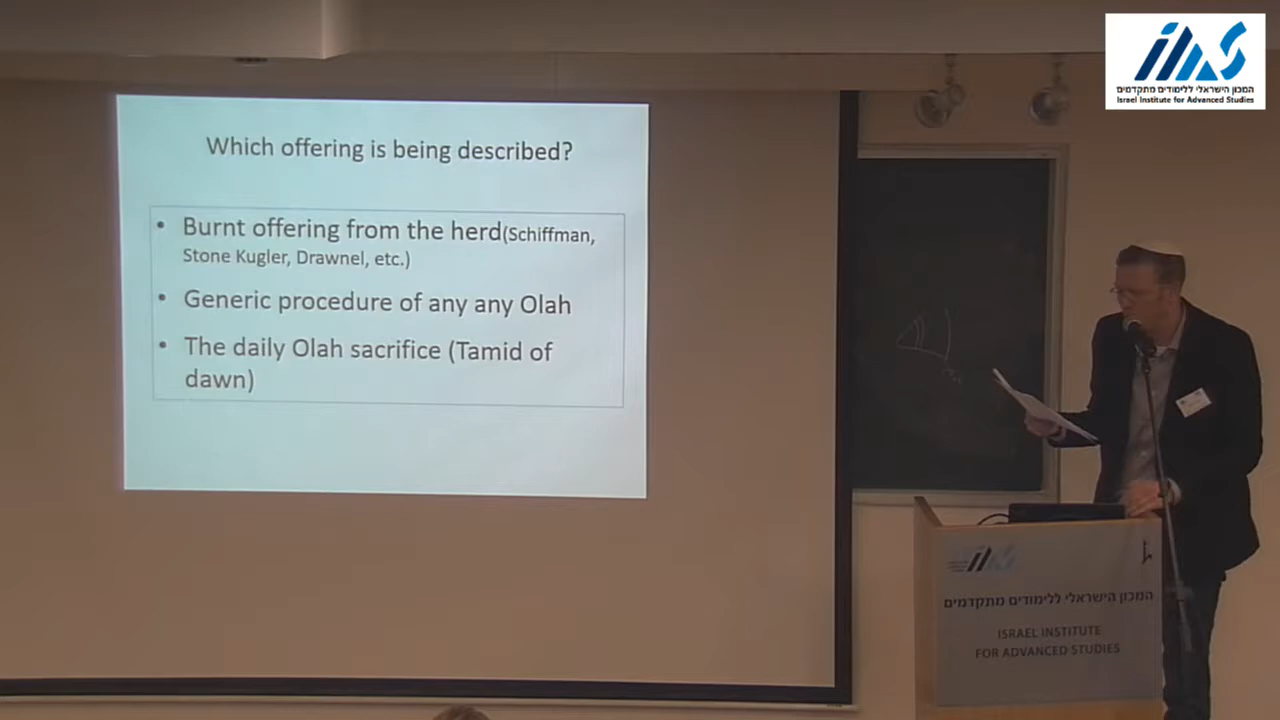 המכון הישראלי ללימודים מתקדמים
Israel Institute for Advanced Studies
Which offering is being described?
• Burnt offering from the herd(Schiffman,
Stone Kugler, Drawnel, etc.)
• Generic procedure of any any Olah
• The daily Olah sacrifice (Tamid of
dawn)
המכון הישראלי ללימודים מתקדמים
ISRAEL INSTITUTE
FOR ADVANCED STUDIES